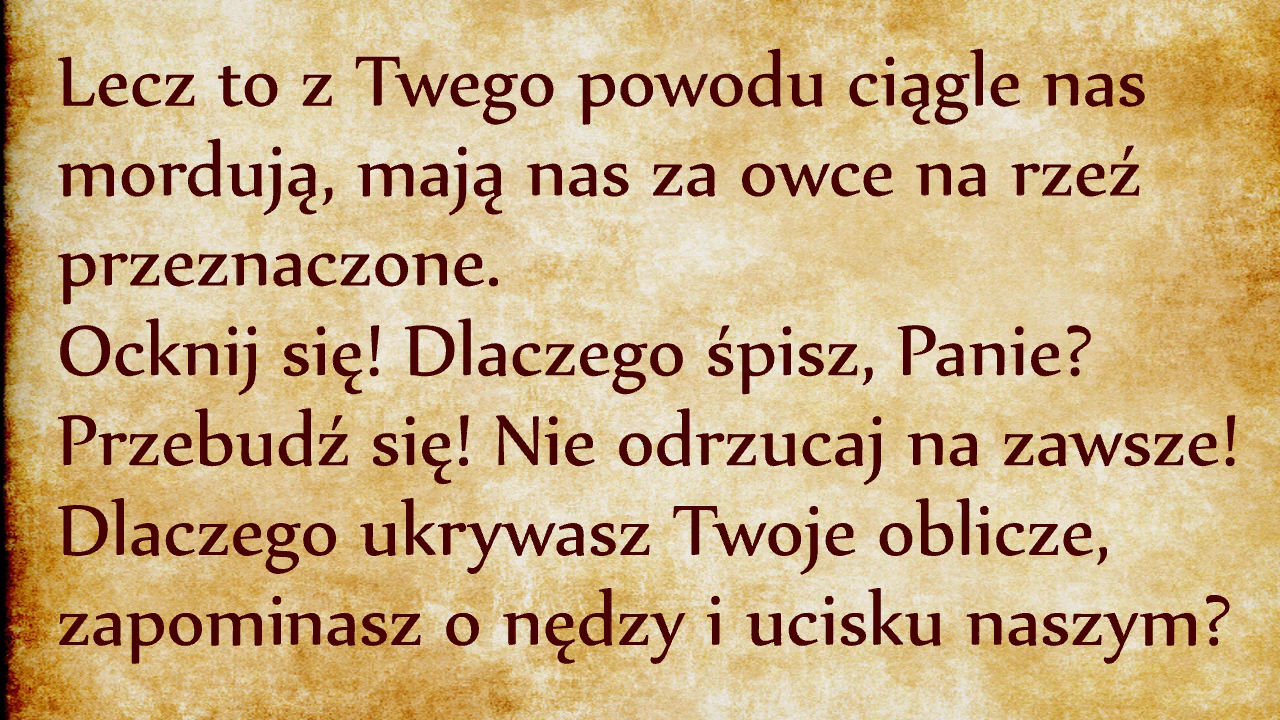 Lecz to z Twego powodu ciągle nas
mordują, mają nas za owce na rzeź
przeznaczone.
Ocknij się! Dlaczego śpisz, Panie?
Przebudź się! Nie odrzucaj na zawsze!
Dlaczego ukrywasz Twoje oblicze,
zapominasz o nędzy i ucisku naszym?